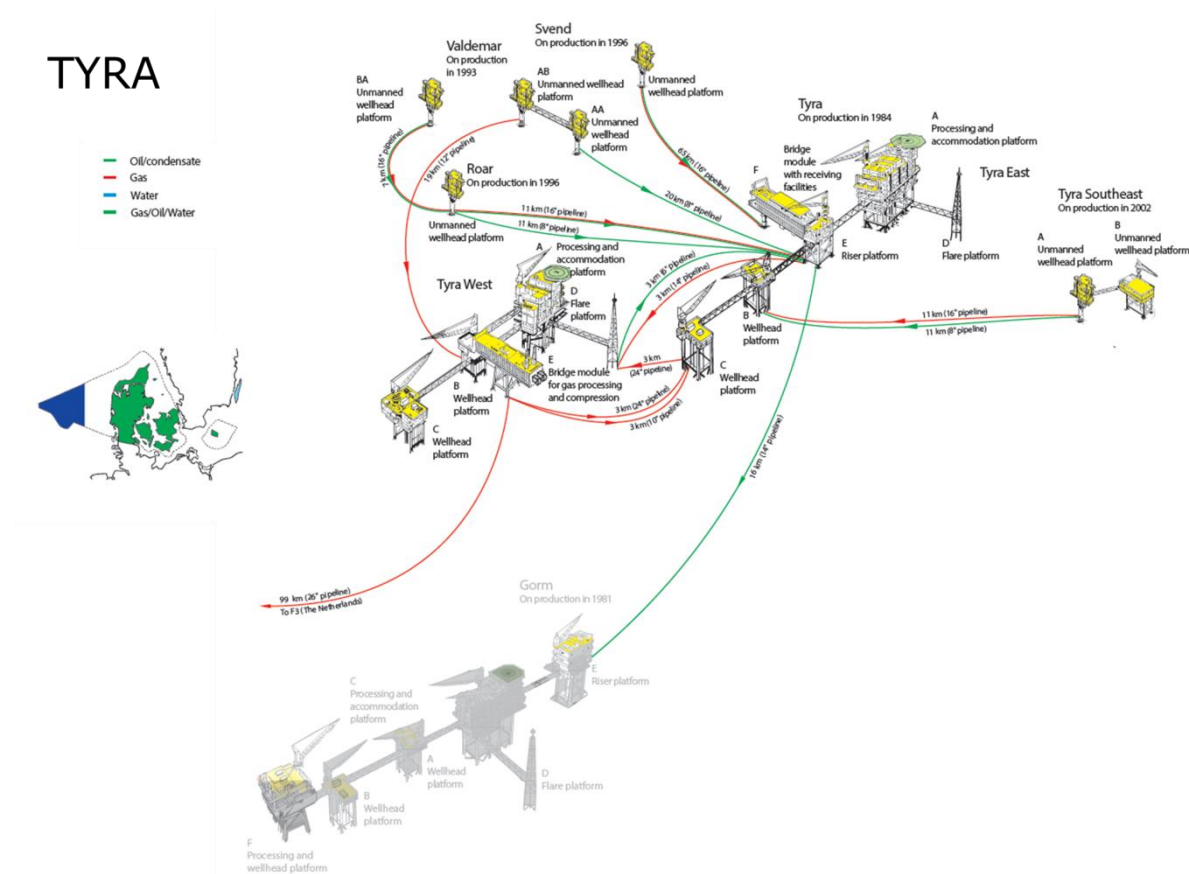 TYRA
Oil/condensate
Gas
Water
Gas/Oil/Water
Svend
On production in 1996
Unmanned
wellhead platform
Valdemar
On production
in 1993
BA
Unmanned
wellhead
platform
AB
Unmanned wellhead
platform
AA
Unmanned
wellhead
platform
7 km (16" pipeline)
19 km (12" pipeline)
65 km (16" pipeline)
20 km (8" pipeline)
Roar
On production in 1996
Unmanned
wellhead platform
11 km (16" pipeline)
11 km (8" pipeline)
Tyra
On production in 1984
A
Processing and
accommodation platform
F
Bridge
module
with receiving
facilities
Tyra East
E
Riser platform
D
Flare platform
B
Wellhead
platform
C
Wellhead
platform
Tyra Southeast
On production in 2002
A
Unmanned
wellhead platform
B
Unmanned
wellhead
platform
11 km (16" pipeline)
11 km (8" pipeline)
Tyra West
A
Processing and
accommodation
platform
D
Flare
platform
E
Bridge module
for gas processing
and compression
B
Wellhead
platform
C
Wellhead
platform
3 km (6" pipeline)
3 km (14" pipeline)
3 km
(24" pipeline)
3 km (24" pipeline)
3 km (10" pipeline)
16 km (14" pipeline)
99 km (26" pipeline)
To F3 (The Netherlands)
Gorm
On production in 1981
E
Riser platform
C
Processing and
accommodation
platform
A
Wellhead
platform
D
Flare platform
B
Wellhead
platform
F
Processing and
wellhead platform